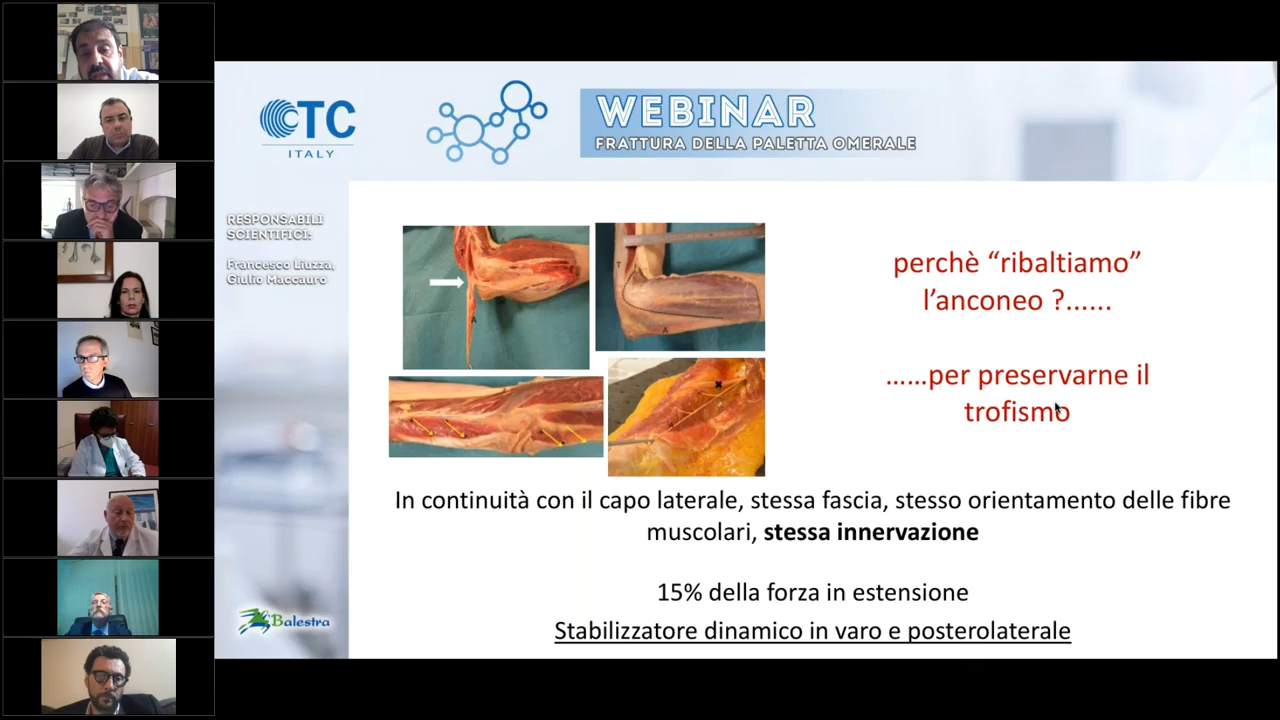 CTC
ITALY
WEBINAR
FRATTURA DELLA PALETTA OMERALE
RESPONSABILI
SCIENTIFICI:
Francesco Liuzza,
Giulio Maccauro
T
A
A
perchè “ribaltiamo”
l’anconeo ?......
......per preservarne il
trofismo
In continuità con il capo laterale, stessa fascia, stesso orientamento delle fibre
muscolari, stessa innervazione
15% della forza in estensione
Stabilizzatore dinamico in varo e posterolaterale
Balestra